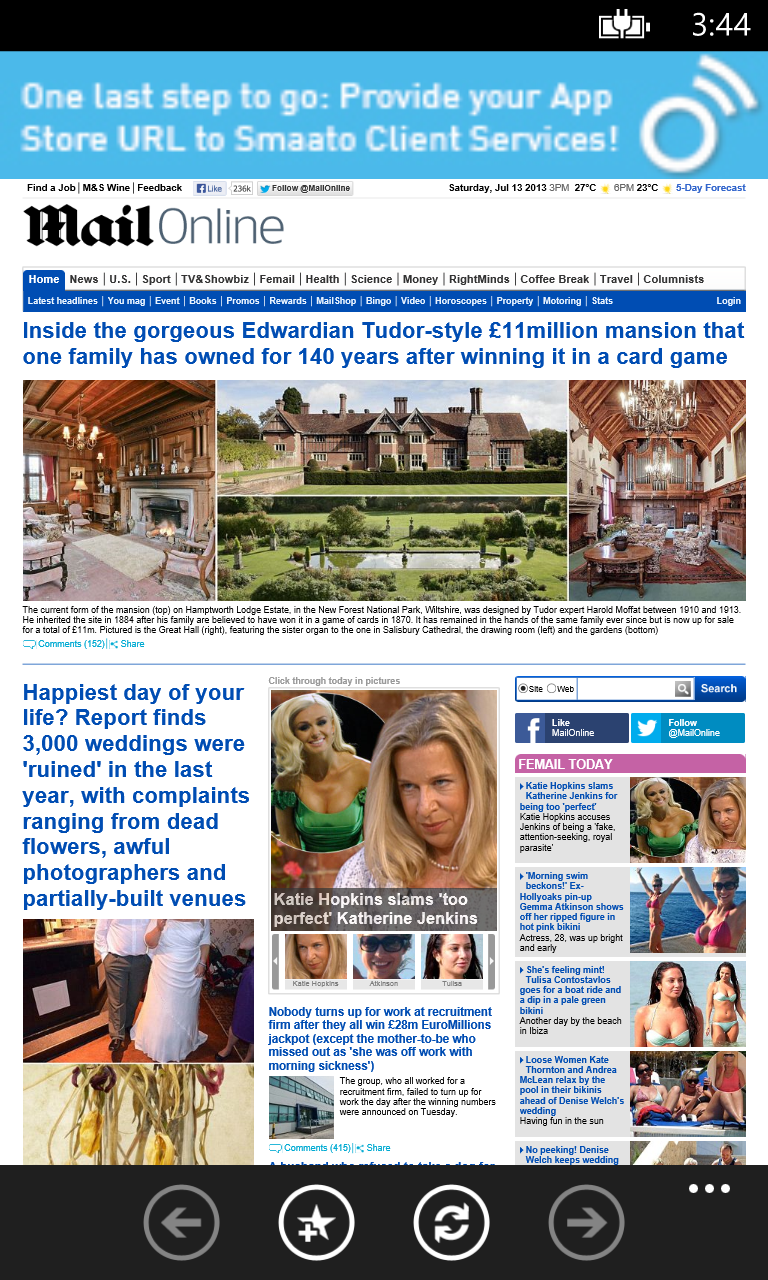 3:44
One last step to go: Provide your App
Store URL to Smaato Client Services!
Find a Job | M&S Wine | Feedback
Like 236k Follow @MailOnline
Saturday, Jul 13 2013 3PM 27°C 6PM 23°C 5-Day Forecast
Mail Online
Home News | U.S. | Sport | TV&Showbiz | Femail | Health | Science | Money | RightMinds | Coffee Break | Travel | Columnists
Latest headlines | You mag | Event | Books | Promos | Rewards | Mail Shop | Bingo | Video | Horoscopes | Property | Motoring | Stats Login
Inside the gorgeous Edwardian Tudor-style £11million mansion that
one family has owned for 140 years after winning it in a card game
The current form of the mansion (top) on Hamptworth Lodge Estate, in the New Forest National Park, Wiltshire, was designed by Tudor expert Harold Moffat between 1910 and 1913.
He inherited the site in 1884 after his family are believed to have won it in a game of cards in 1870. It has remained in the hands of the same family ever since but is now up for sale
for a total of £11m. Pictured is the Great Hall (right), featuring the sister organ to the one in Salisbury Cathedral, the drawing room (left) and the gardens (bottom)
Comments (152) | Share
Happiest day of your
life? Report finds
3,000 weddings were
'ruined' in the last
year, with complaints
ranging from dead
flowers, awful
photographers and
partially-built venues
Click through today in pictures
Katie Hopkins slams 'too
perfect' Katherine Jenkins
Katie Hopkins
Atkinson
Tulisa
Nobody turns up for work at recruitment
firm after they all win £28m EuroMillions
jackpot (except the mother-to-be who
missed out as 'she was off work with
morning sickness')
The group, who all worked for a
recruitment firm, failed to turn up for
work the day after the winning numbers
were announced on Tuesday.
Comments (415) | Share
A husband who refused to take a dog for
Site Web Search
Like
MailOnline
Follow
@MailOnline
FEMAIL TODAY
Katie Hopkins slams
Katherine Jenkins for
being too 'perfect'
Katie Hopkins accuses
Jenkins of being a 'fake,
attention-seeking, royal
parasite'
'Morning swim
beckons!' Ex-
Hollyoaks pin-up
Gemma Atkinson shows
off her ripped figure in
hot pink bikini
Actress, 28, was up bright
and early
She's feeling mint!
Tulisa Contostavlos
goes for a boat ride and
a dip in a pale green
bikini
Another day by the beach
in Ibiza
Loose Women Kate
Thornton and Andrea
McLean relax by the
pool in their bikinis
ahead of Denise Welch's
wedding
Having fun in the sun
No peeking! Denise
Welch keeps wedding